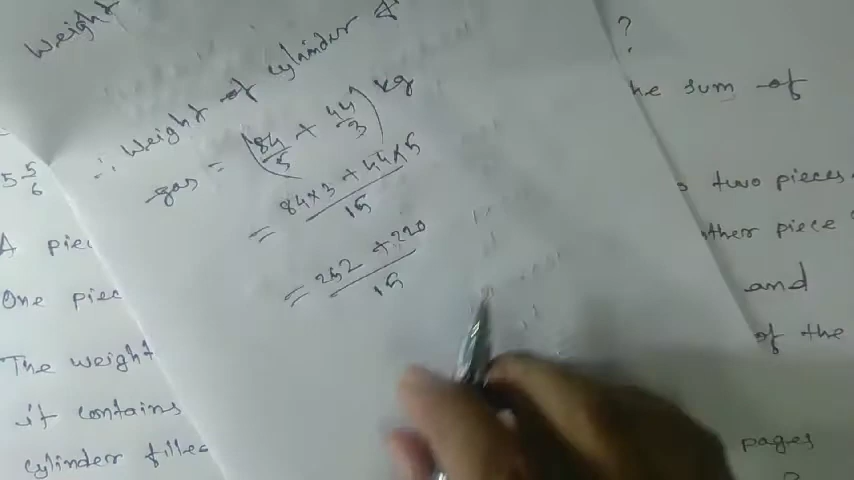 Weight
∴ Weight of cylinder &
gas = (84/5 + 44/3) kg
= 84×3 + 44×5 / 15
= 252 + 220 / 15
5 5/6
A piec
One piec
The weight
it contains
cylinder filled
?
he sum of
two pieces.
other piece
and
of the
pages